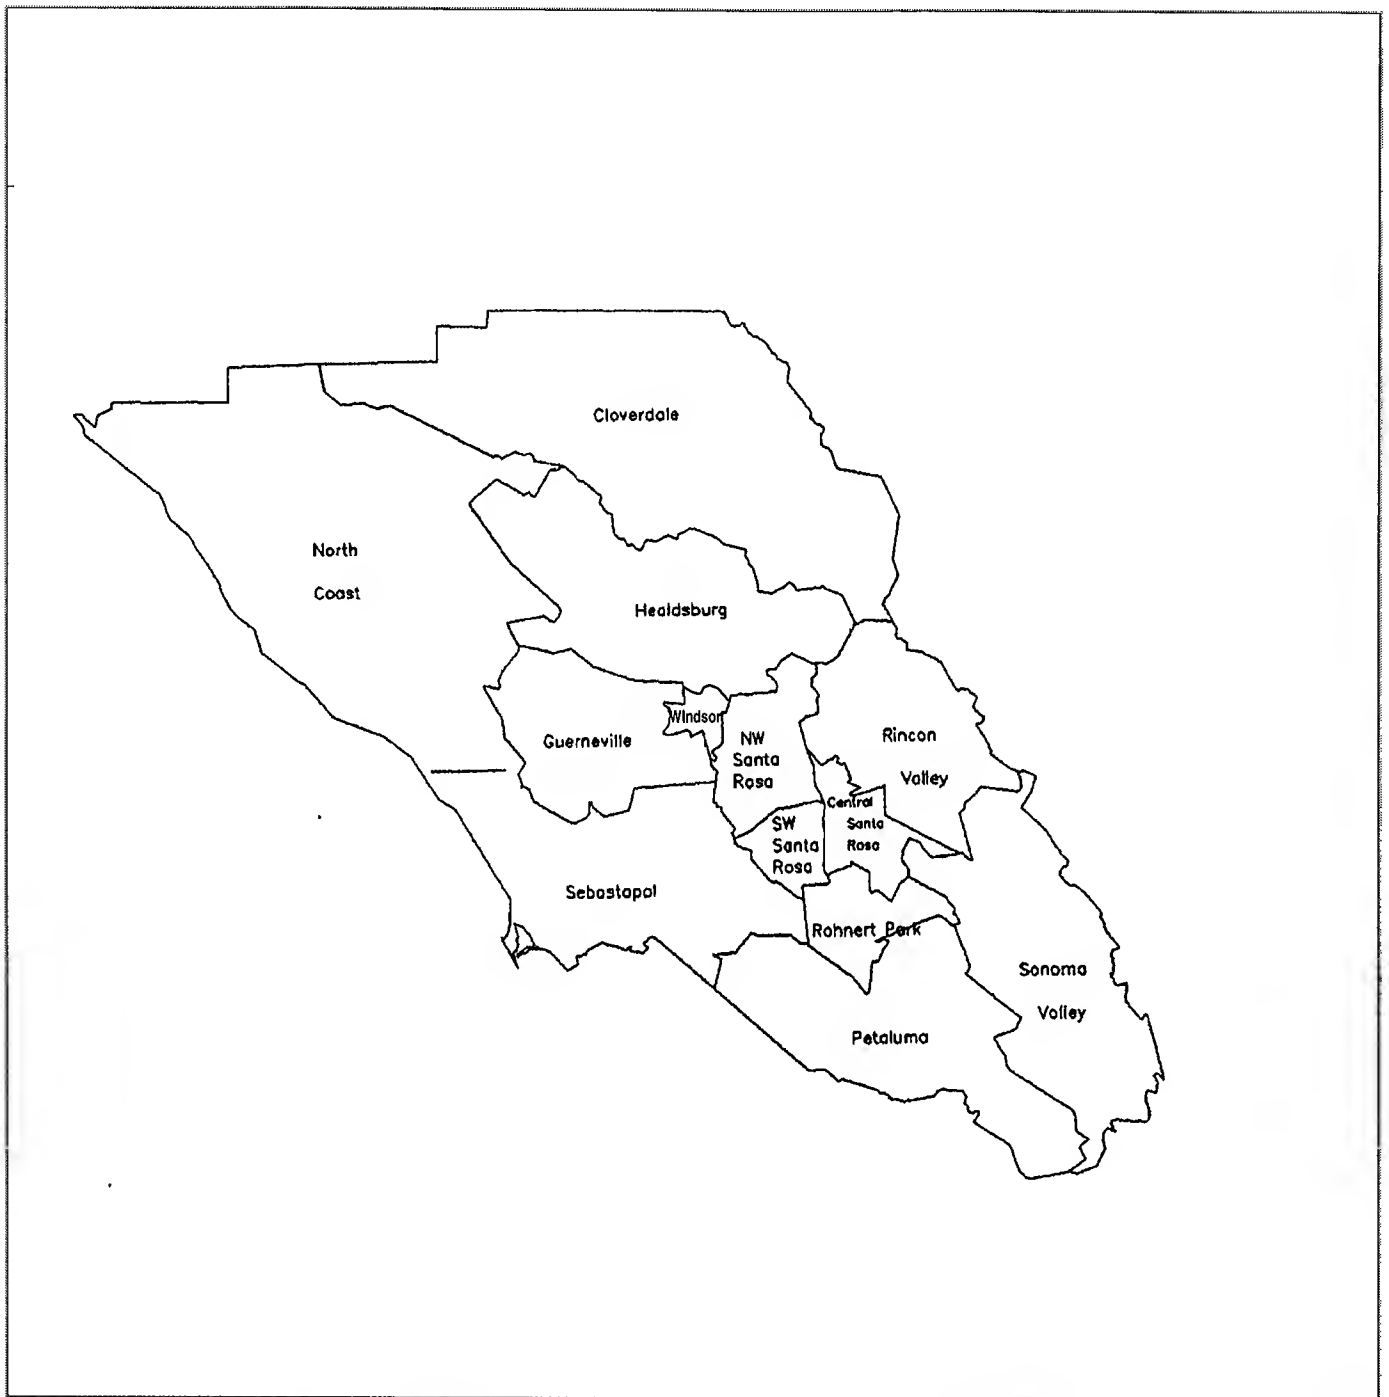 Cloverdale
North
Coast
Healdsburg
Windsor
Guerneville
NW
Santa
Rosa
Rincon
Valley
Central
Santa
Rosa
SW
Santa
Rosa
Sebastapol
Rohnert Park
Sonoma
Valley
Petaluma